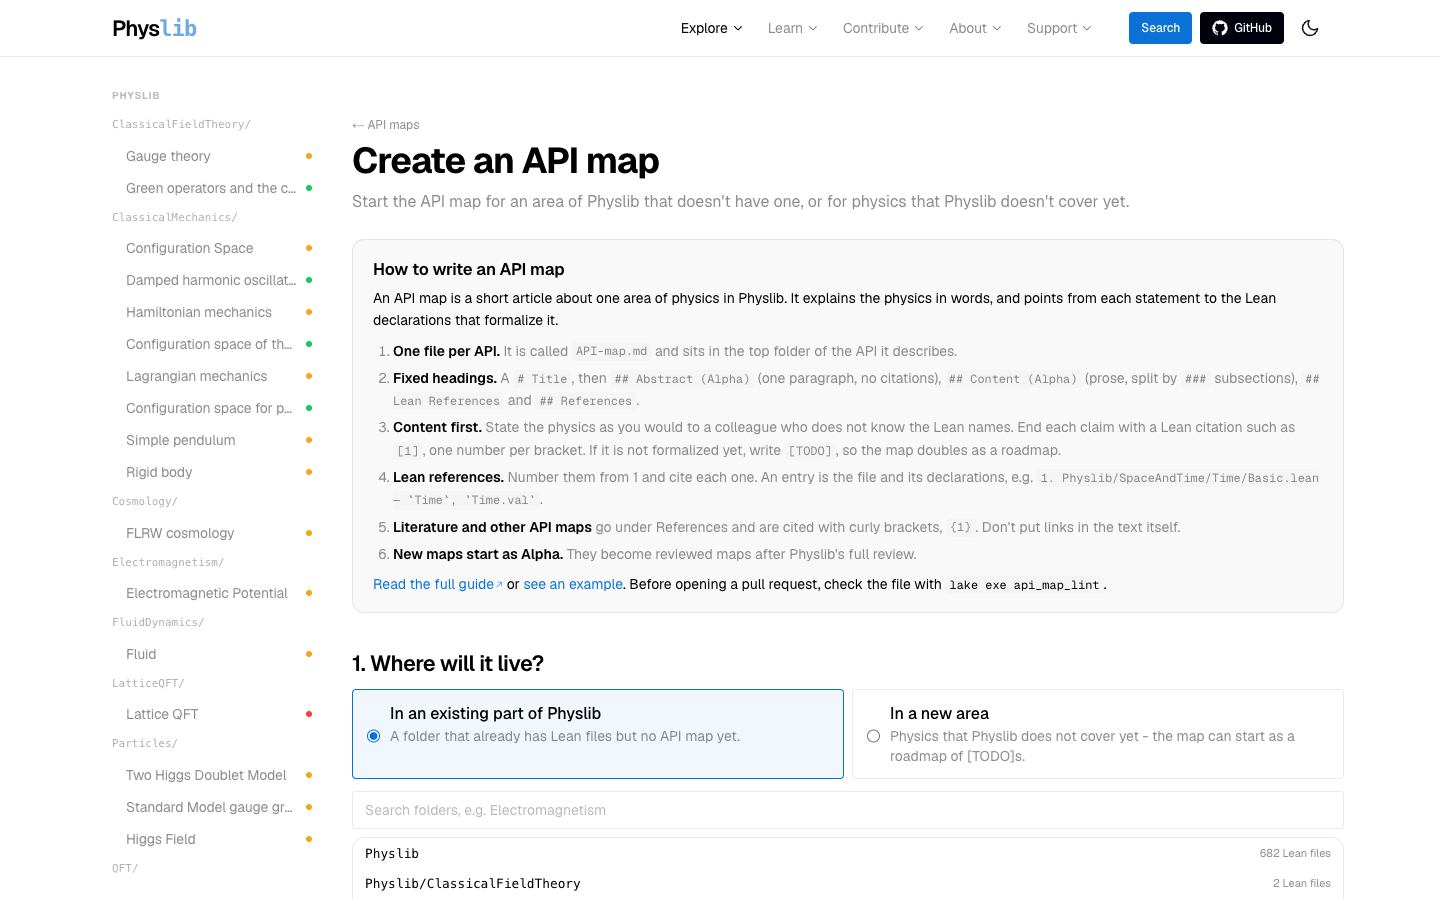 Physlib
Explore
Learn
Contribute
About
Support
Search
GitHub
PHYSLIB
ClassicalFieldTheory/
Gauge theory
Green operators and the c…
ClassicalMechanics/
Configuration Space
Damped harmonic oscillat…
Hamiltonian mechanics
Configuration space of th…
Lagrangian mechanics
Configuration space for p…
Simple pendulum
Rigid body
Cosmology/
FLRW cosmology
Electromagnetism/
Electromagnetic Potential
FluidDynamics/
Fluid
LatticeQFT/
Lattice QFT
Particles/
Two Higgs Doublet Model
Standard Model gauge gr…
Higgs Field
QFT/
← API maps
Create an API map
Start the API map for an area of Physlib that doesn't have one, or for physics that Physlib doesn't cover yet.
How to write an API map
An API map is a short article about one area of physics in Physlib. It explains the physics in words, and points from each statement to the Lean
declarations that formalize it.
1. One file per API. It is called API-map.md and sits in the top folder of the API it describes.
2. Fixed headings. A # Title, then ## Abstract (Alpha) (one paragraph, no citations), ## Content (Alpha) (prose, split by ### subsections), ##
Lean References and ## References.
3. Content first. State the physics as you would to a colleague who does not know the Lean names. End each claim with a Lean citation such as
[i], one number per bracket. If it is not formalized yet, write [TODO], so the map doubles as a roadmap.
4. Lean references. Number them from 1 and cite each one. An entry is the file and its declarations, e.g. 1. Physlib/SpaceAndTime/Time/Basic.lean
— `Time`, `Time.val`.
5. Literature and other API maps go under References and are cited with curly brackets, {i}. Don't put links in the text itself.
6. New maps start as Alpha. They become reviewed maps after Physlib's full review.
Read the full guide↗ or see an example. Before opening a pull request, check the file with lake exe api_map_lint.
1. Where will it live?
In an existing part of Physlib
A folder that already has Lean files but no API map yet.
In a new area
Physics that Physlib does not cover yet - the map can start as a
roadmap of [TODO]s.
Search folders, e.g. Electromagnetism
Physlib
682 Lean files
Physlib/ClassicalFieldTheory
2 Lean files